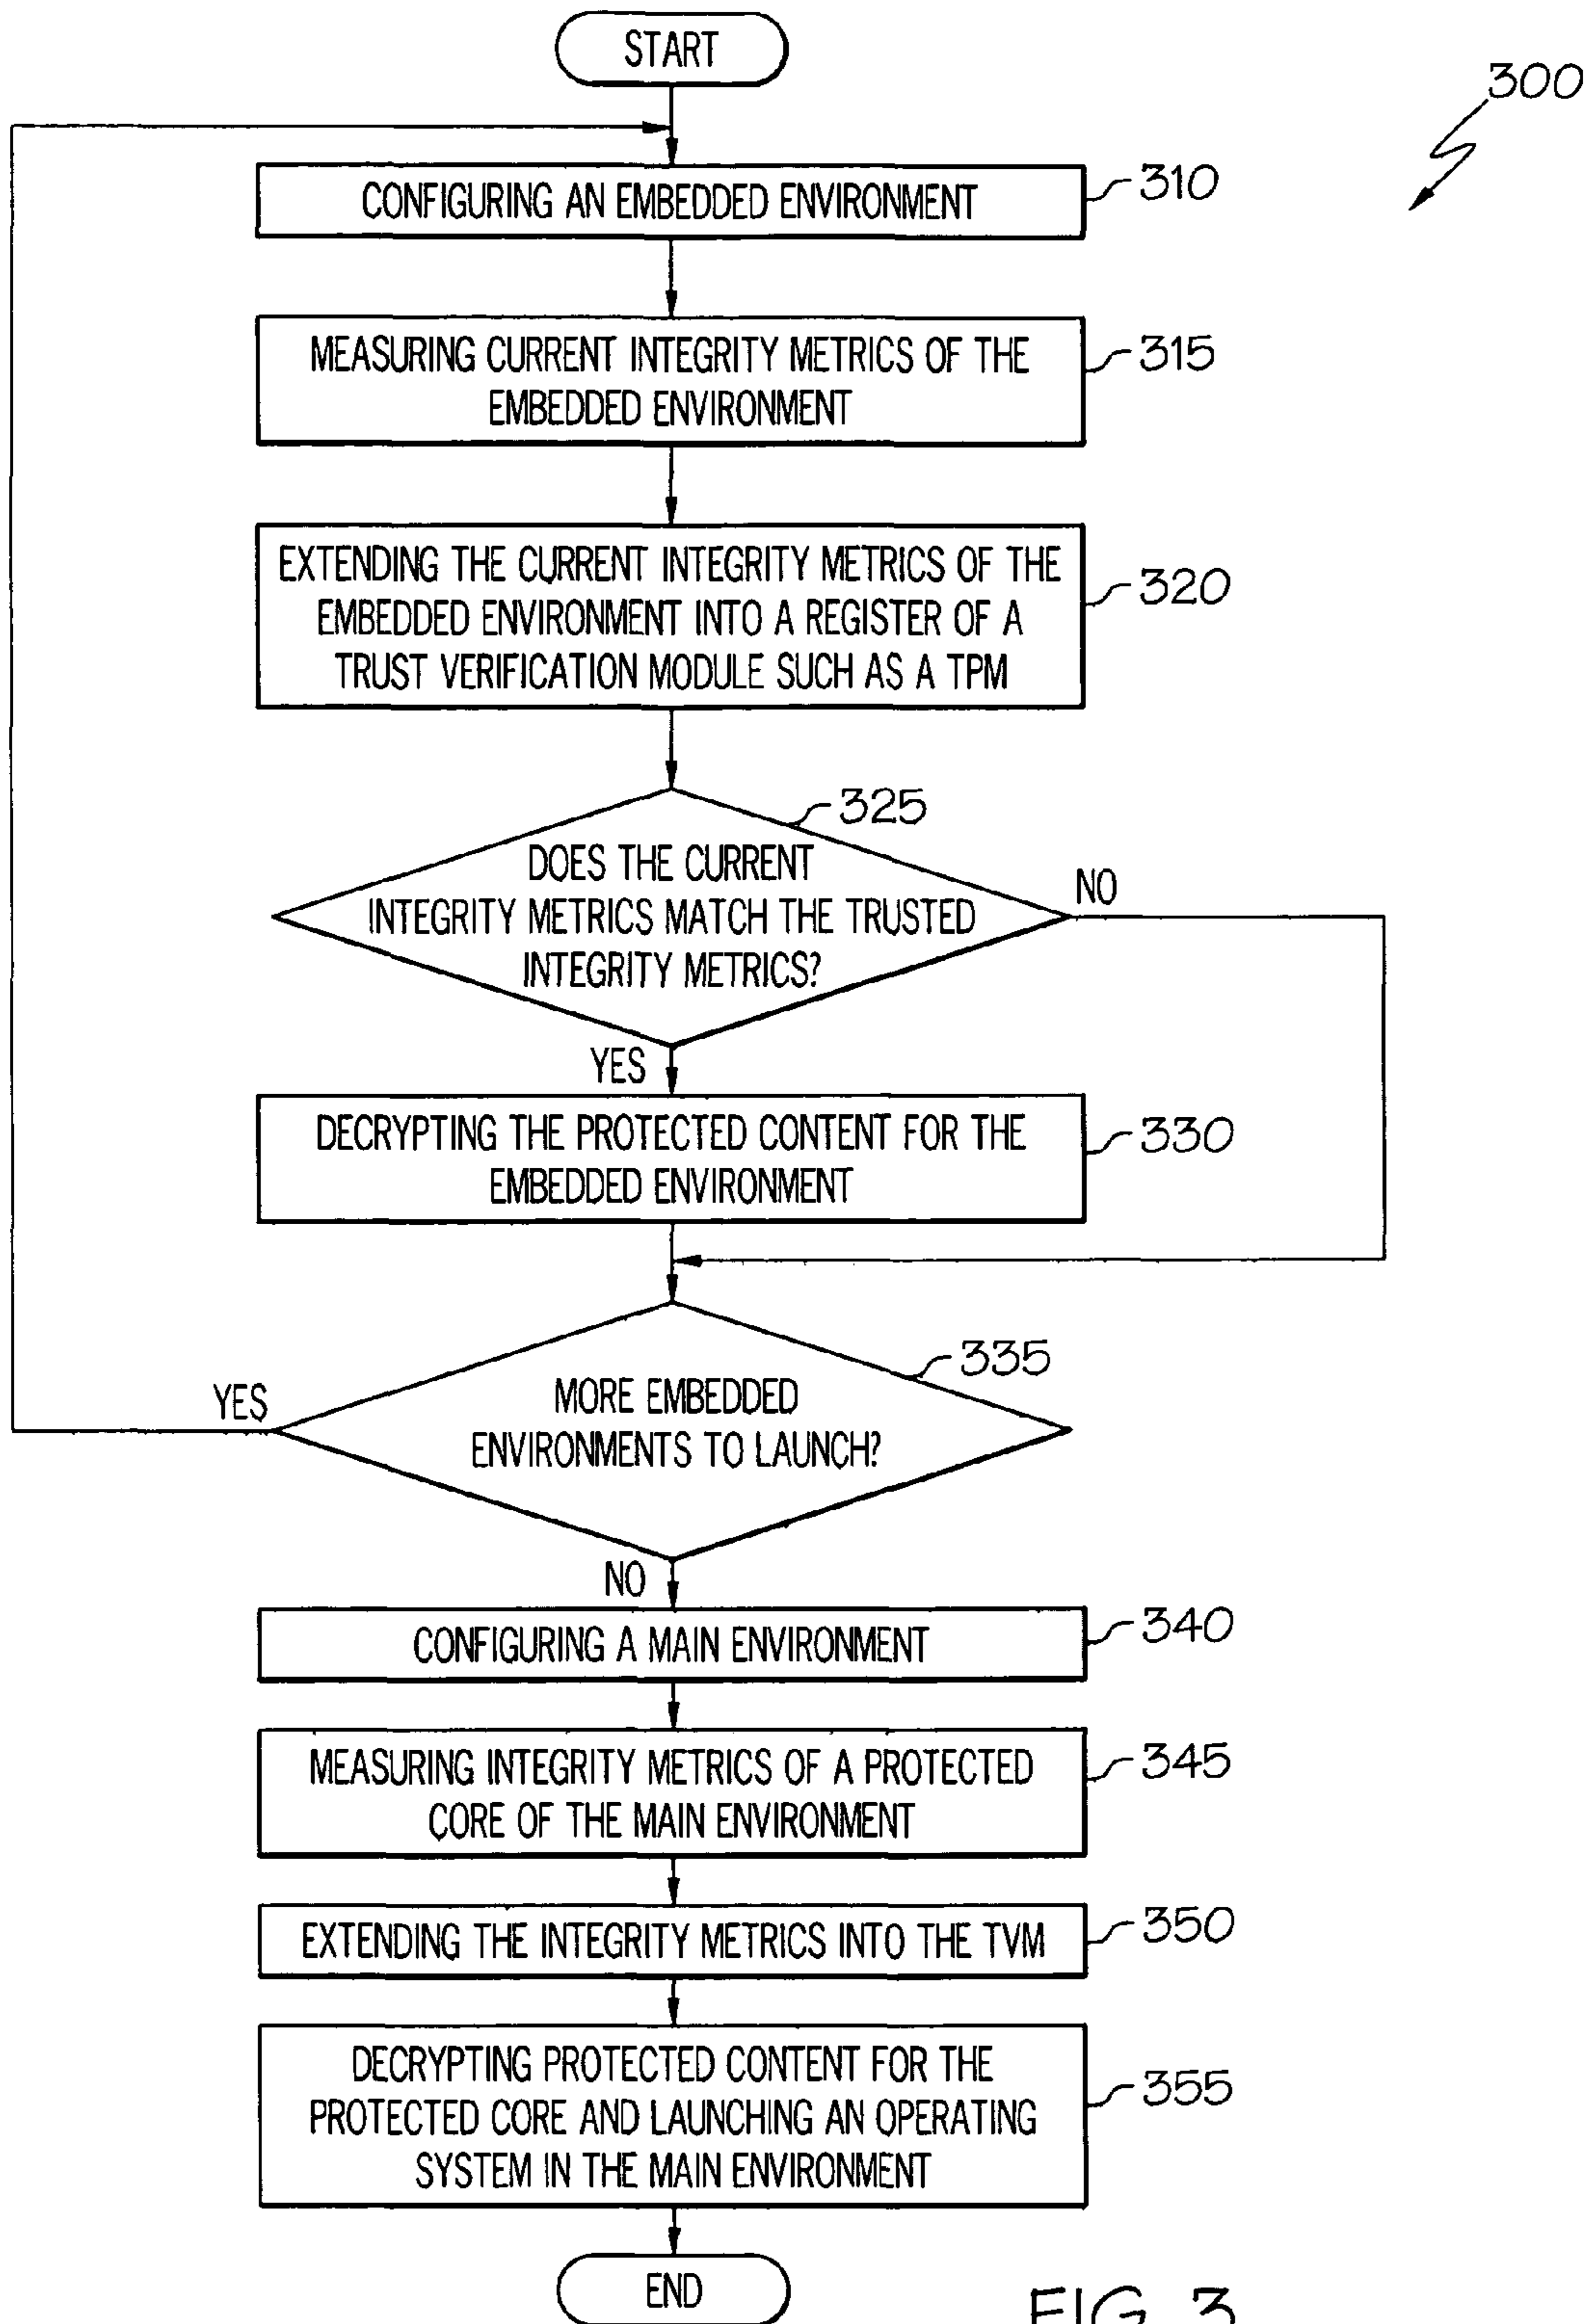 START
300
CONFIGURING AN EMBEDDED ENVIRONMENT
310
MEASURING CURRENT INTEGRITY METRICS OF THE
EMBEDDED ENVIRONMENT
315
EXTENDING THE CURRENT INTEGRITY METRICS OF THE
EMBEDDED ENVIRONMENT INTO A REGISTER OF A
TRUST VERIFICATION MODULE SUCH AS A TPM
320
325
DOES THE CURRENT
INTEGRITY METRICS MATCH THE TRUSTED
INTEGRITY METRICS?
NO
YES
DECRYPTING THE PROTECTED CONTENT FOR THE
EMBEDDED ENVIRONMENT
330
335
MORE EMBEDDED
ENVIRONMENTS TO LAUNCH?
YES
NO
CONFIGURING A MAIN ENVIRONMENT
340
MEASURING INTEGRITY METRICS OF A PROTECTED
CORE OF THE MAIN ENVIRONMENT
345
EXTENDING THE INTEGRITY METRICS INTO THE TVM
350
DECRYPTING PROTECTED CONTENT FOR THE
PROTECTED CORE AND LAUNCHING AN OPERATING
SYSTEM IN THE MAIN ENVIRONMENT
355
END
FIG 3